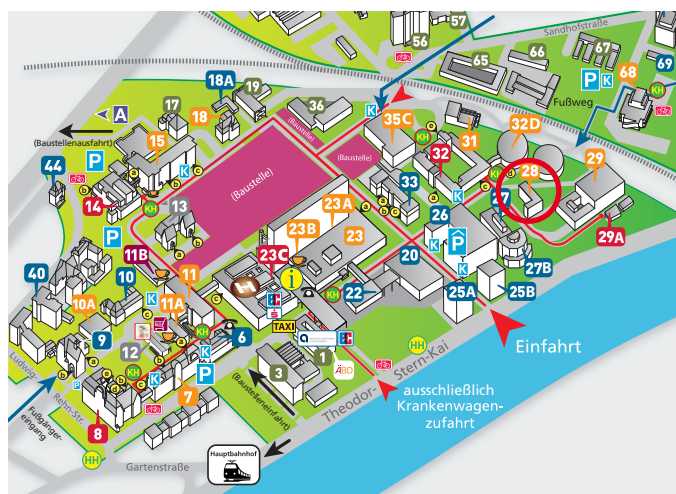 57
56
Sandhofstraße
66
67
65
69
68
P
K
KH
Fußweg
18A
19
36
K
17
18
A
(Baustellenausfahrt)
(Baustelle)
35C
e
31
32D
15
c
P
K
(Baustelle)
KH
32
d
28
29
44
b
a
b
14
KH
13
(Baustelle)
K
KH
33
a
b
c
27
P
a
23A
26
29A
11B
23B
23
K
P
40
K
10
11
23C
i
20
27B
10A
11A
c
H
KH
22
25A
25B
9
KH
6
TAXI
Einfahrt
12
K
P
3
1
ÄBD
HH
Ludwig-
Rehn-Str.
b
P
KH
K
7
(Baustelleneinfahrt)
Theodor- Stern-Kai
ausschließlich
Krankenwagen-
zufahrt
Fußgänger-
eingang
8
HH
Gartenstraße
Hauptbahnhof